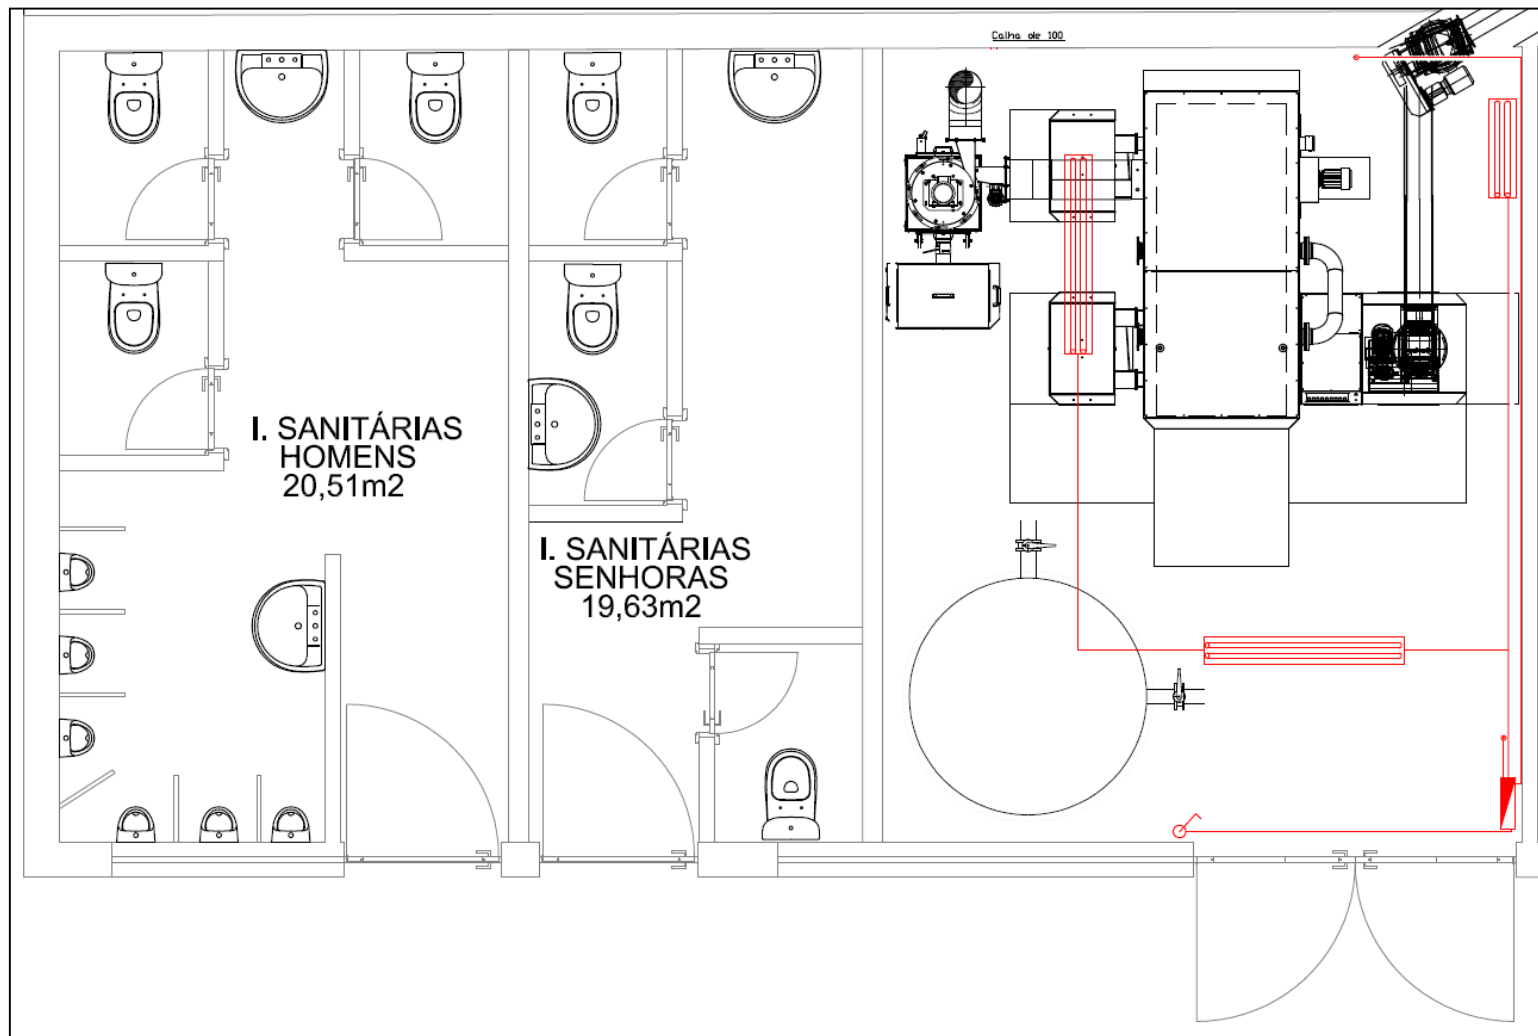 Calha de 100
I. SANITÁRIAS
HOMENS
20,51m2
I. SANITÁRIAS
SENHORAS
19,63m2